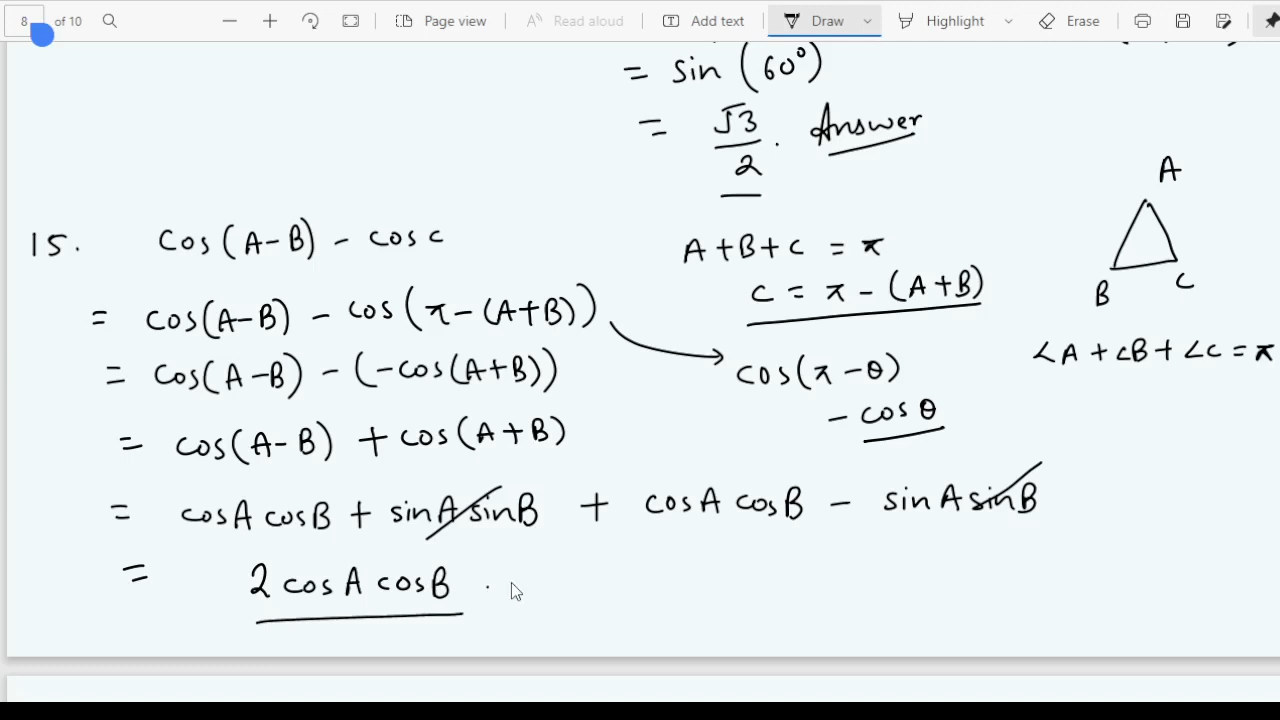 8 of 10 Page view Read aloud Add text Draw Highlight Erase
= sin (60°)
= √3/2 . Answer
A
15. Cos(A-B) - cos c
A+B+C = π
C = π - (A+B)
B C
= cos(A-B) - cos(π-(A+B))
∠A + ∠B + ∠C = π
= cos(A-B) - (-cos(A+B))
cos(π - θ)
- cos θ
= cos(A-B) + cos(A+B)
= cosA cosB + sinA sinB + cosA cosB - sinA sinB
= 2 cosA cosB .